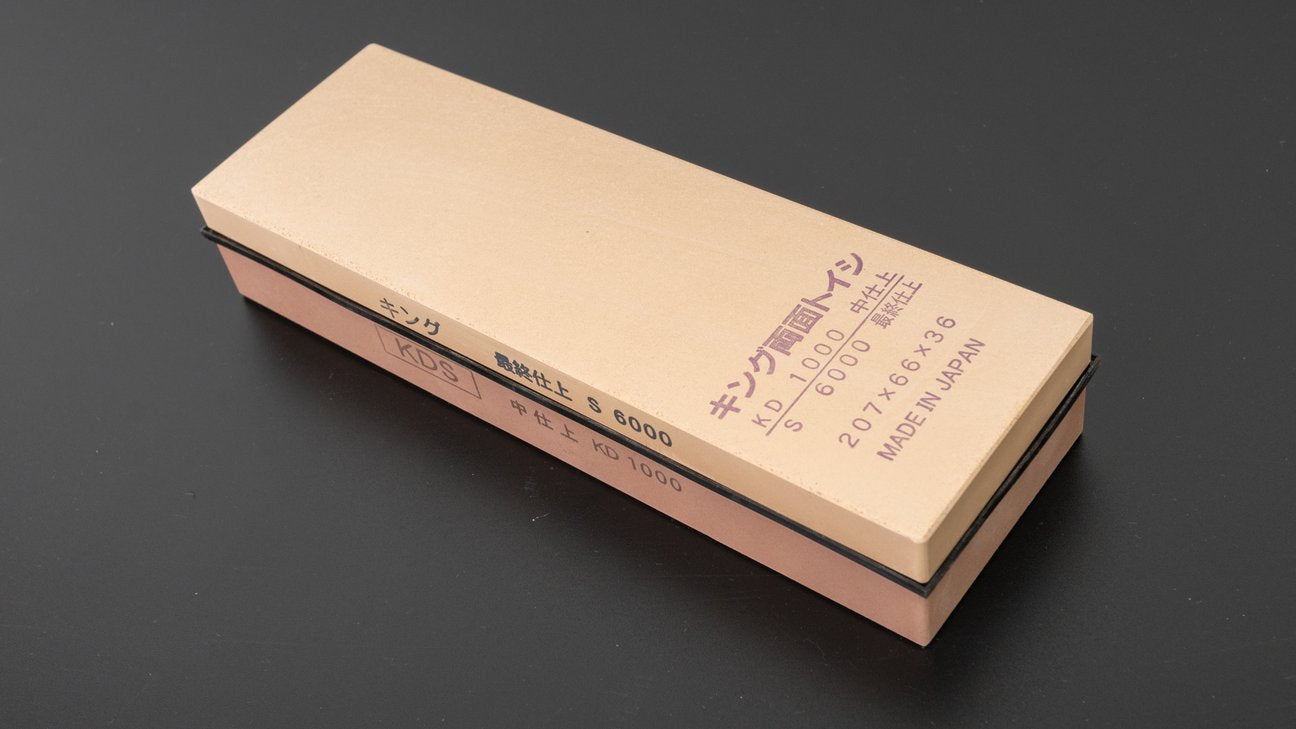 キング両面トイシ
KD 1000 中仕上
S 6000 最終仕上
207×66×36
MADE IN JAPAN
キング 最終仕上 S 6000
KDS 中仕上 KD 1000